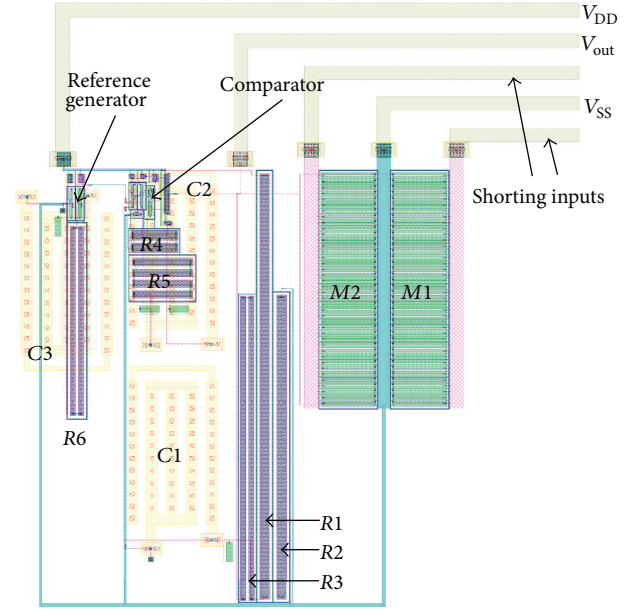 V_DD
V_out
V_SS
Shorting inputs
Reference
generator
Comparator
C2
R4
R5
M2
M1
C3
R6
C1
R1
R2
R3